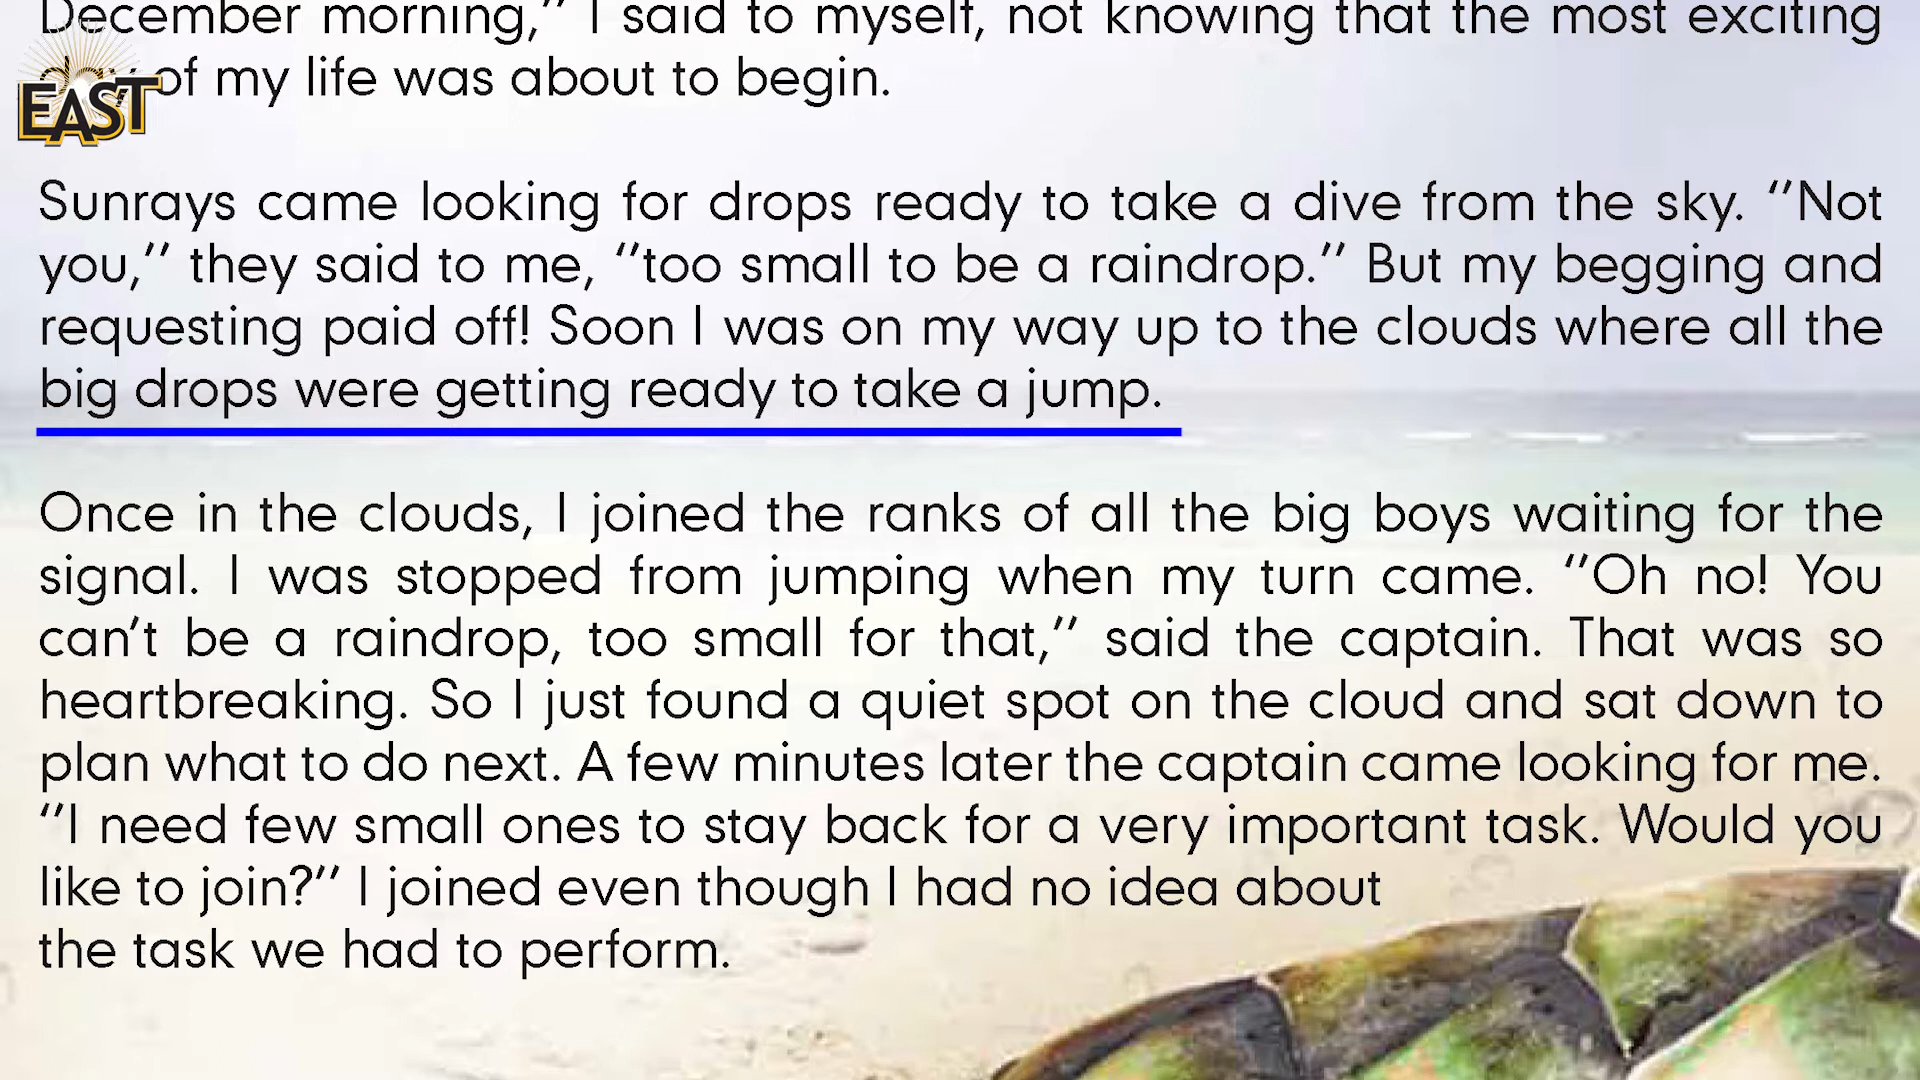 December morning,” I said to myself, not knowing that the most exciting
day of my life was about to begin.
EAST
Sunrays came looking for drops ready to take a dive from the sky. “Not
you,” they said to me, “too small to be a raindrop.” But my begging and
requesting paid off! Soon I was on my way up to the clouds where all the
big drops were getting ready to take a jump.
Once in the clouds, I joined the ranks of all the big boys waiting for the
signal. I was stopped from jumping when my turn came. “Oh no! You
can’t be a raindrop, too small for that,” said the captain. That was so
heartbreaking. So I just found a quiet spot on the cloud and sat down to
plan what to do next. A few minutes later the captain came looking for me.
“I need few small ones to stay back for a very important task. Would you
like to join?” I joined even though I had no idea about
the task we had to perform.